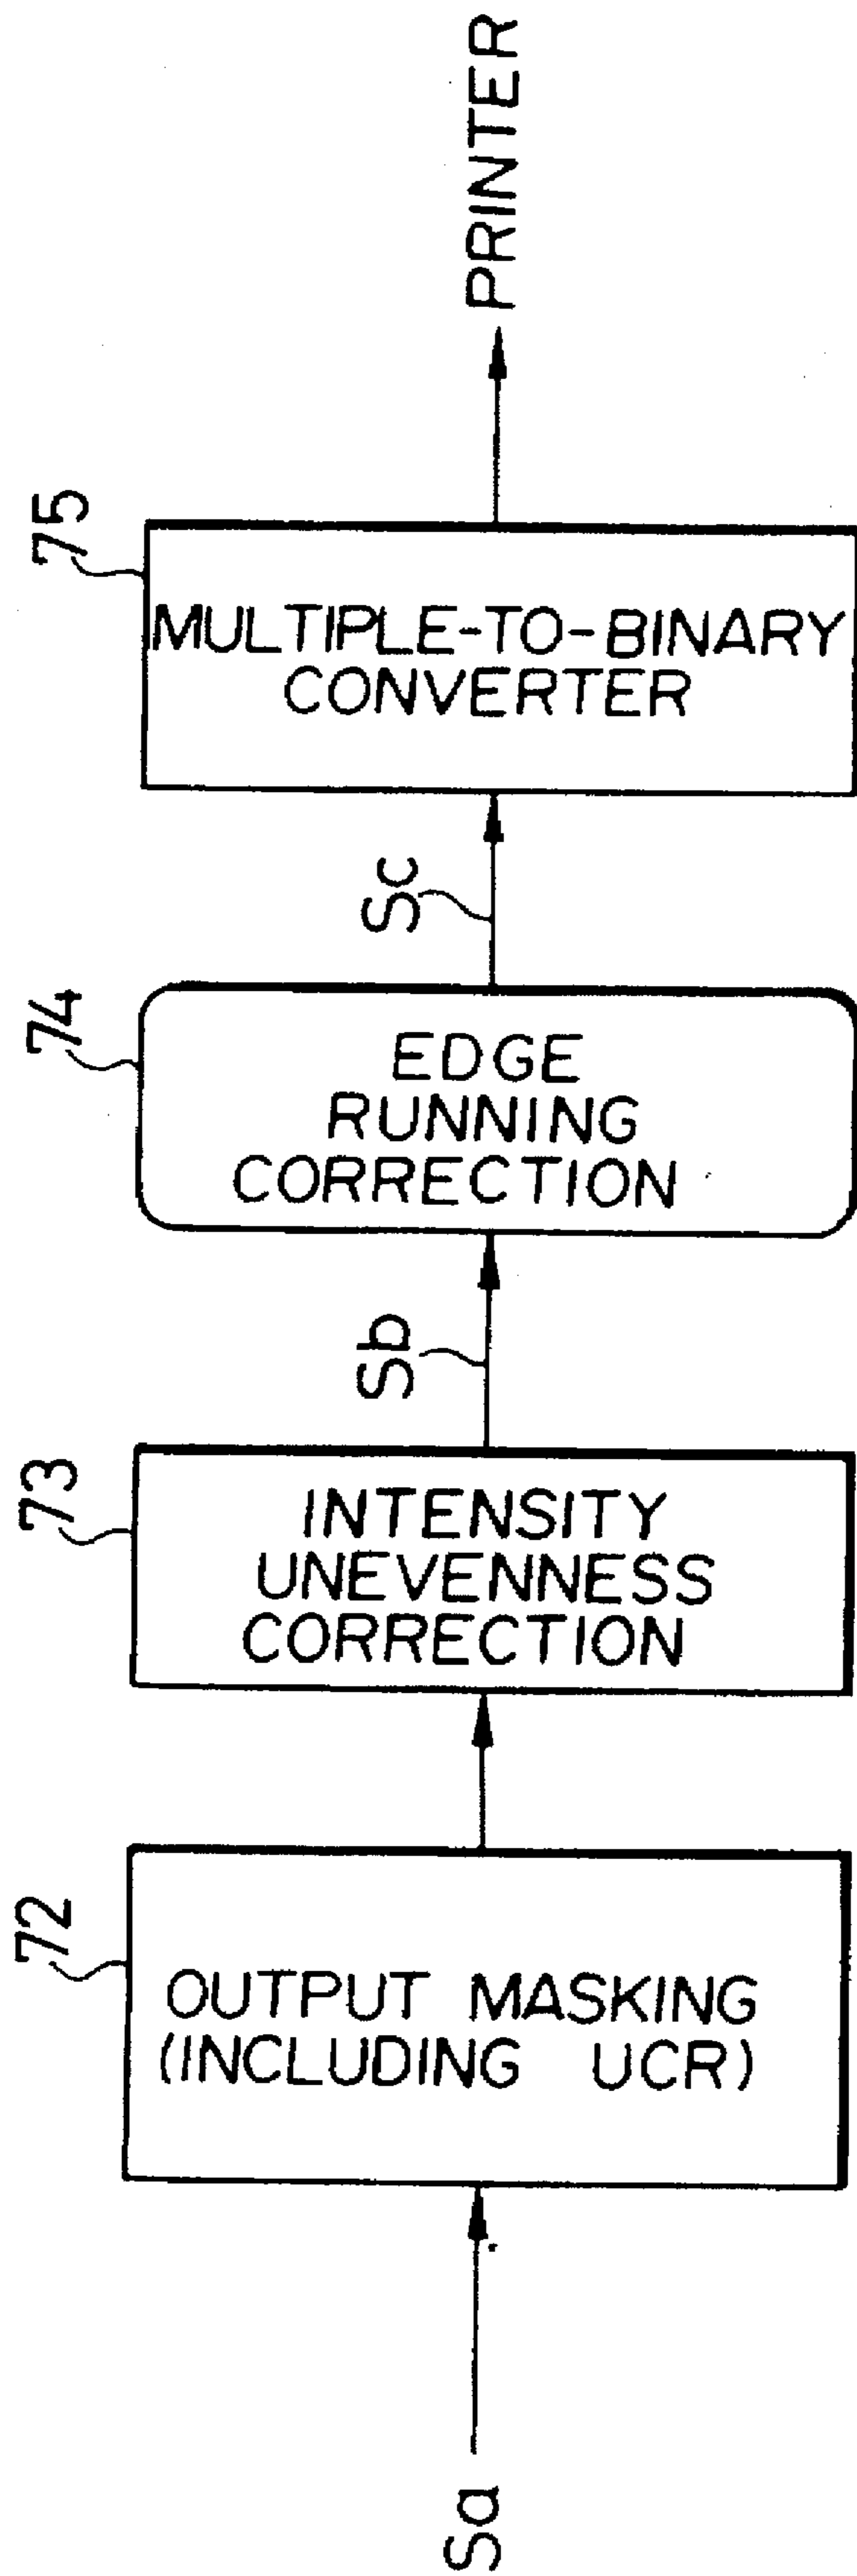 Sa
72
OUTPUT MASKING
(INCLUDING UCR)
73
INTENSITY
UNEVENNESS
CORRECTION
Sb
74
EDGE
RUNNING
CORRECTION
Sc
75
MULTIPLE-TO-BINARY
CONVERTER
PRINTER